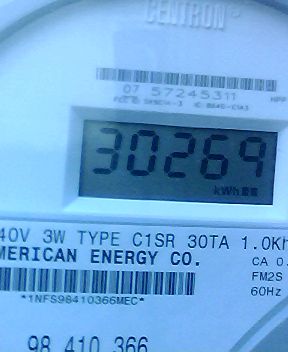 CENTRON
07 57245311
30269
kWh
40V 3W TYPE C1SR 30TA 1.0Kh
MERICAN ENERGY CO.
CA 0.
*1NFS98410366MEC*
FM2S
60Hz
98 410 366